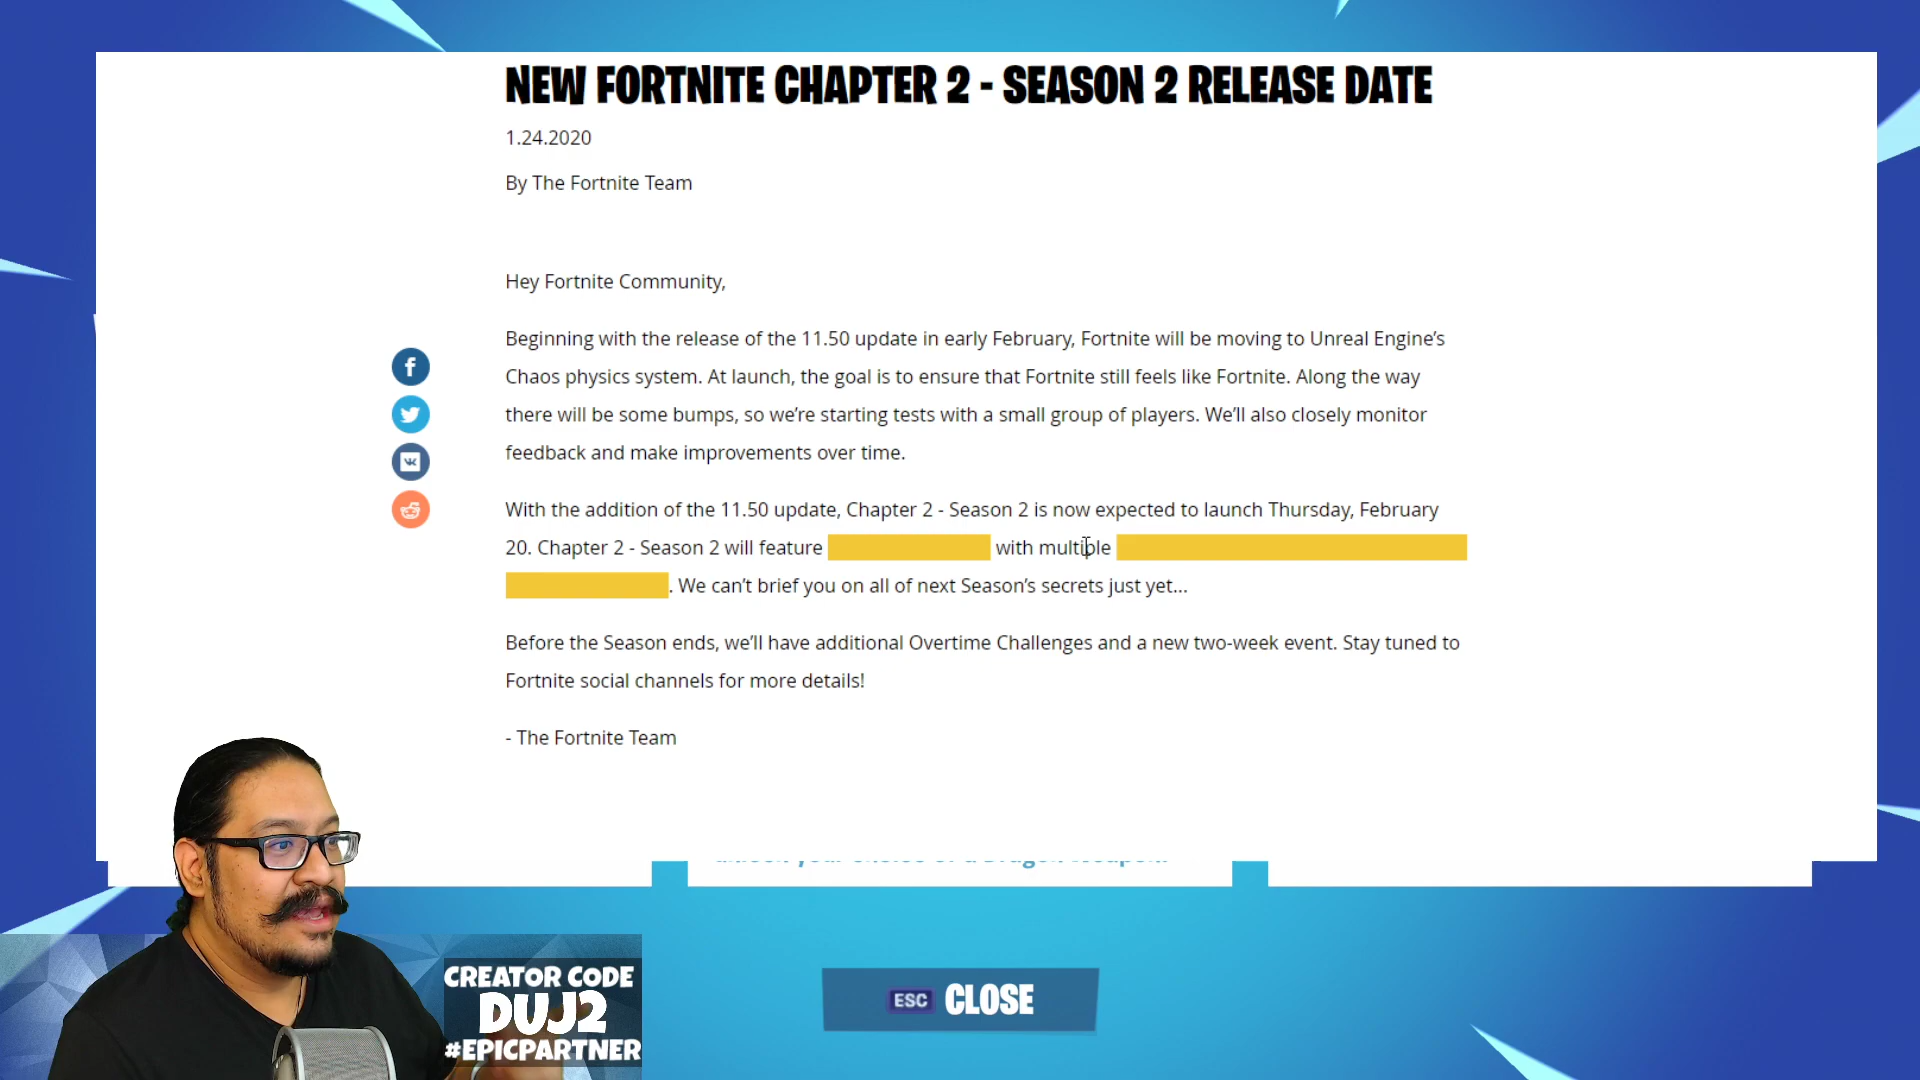 NEW FORTNITE CHAPTER 2 - SEASON 2 RELEASE DATE
1.24.2020
By The Fortnite Team
Hey Fortnite Community,
Beginning with the release of the 11.50 update in early February, Fortnite will be moving to Unreal Engine's
Chaos physics system. At launch, the goal is to ensure that Fortnite still feels like Fortnite. Along the way
there will be some bumps, so we're starting tests with a small group of players. We'll also closely monitor
feedback and make improvements over time.
With the addition of the 11.50 update, Chapter 2 - Season 2 is now expected to launch Thursday, February
20. Chapter 2 - Season 2 will feature with multiple
. We can't brief you on all of next Season's secrets just yet...
Before the Season ends, we'll have additional Overtime Challenges and a new two-week event. Stay tuned to
Fortnite social channels for more details!
- The Fortnite Team
CREATOR CODE
DUJ2
#EPICPARTNER
ESC CLOSE